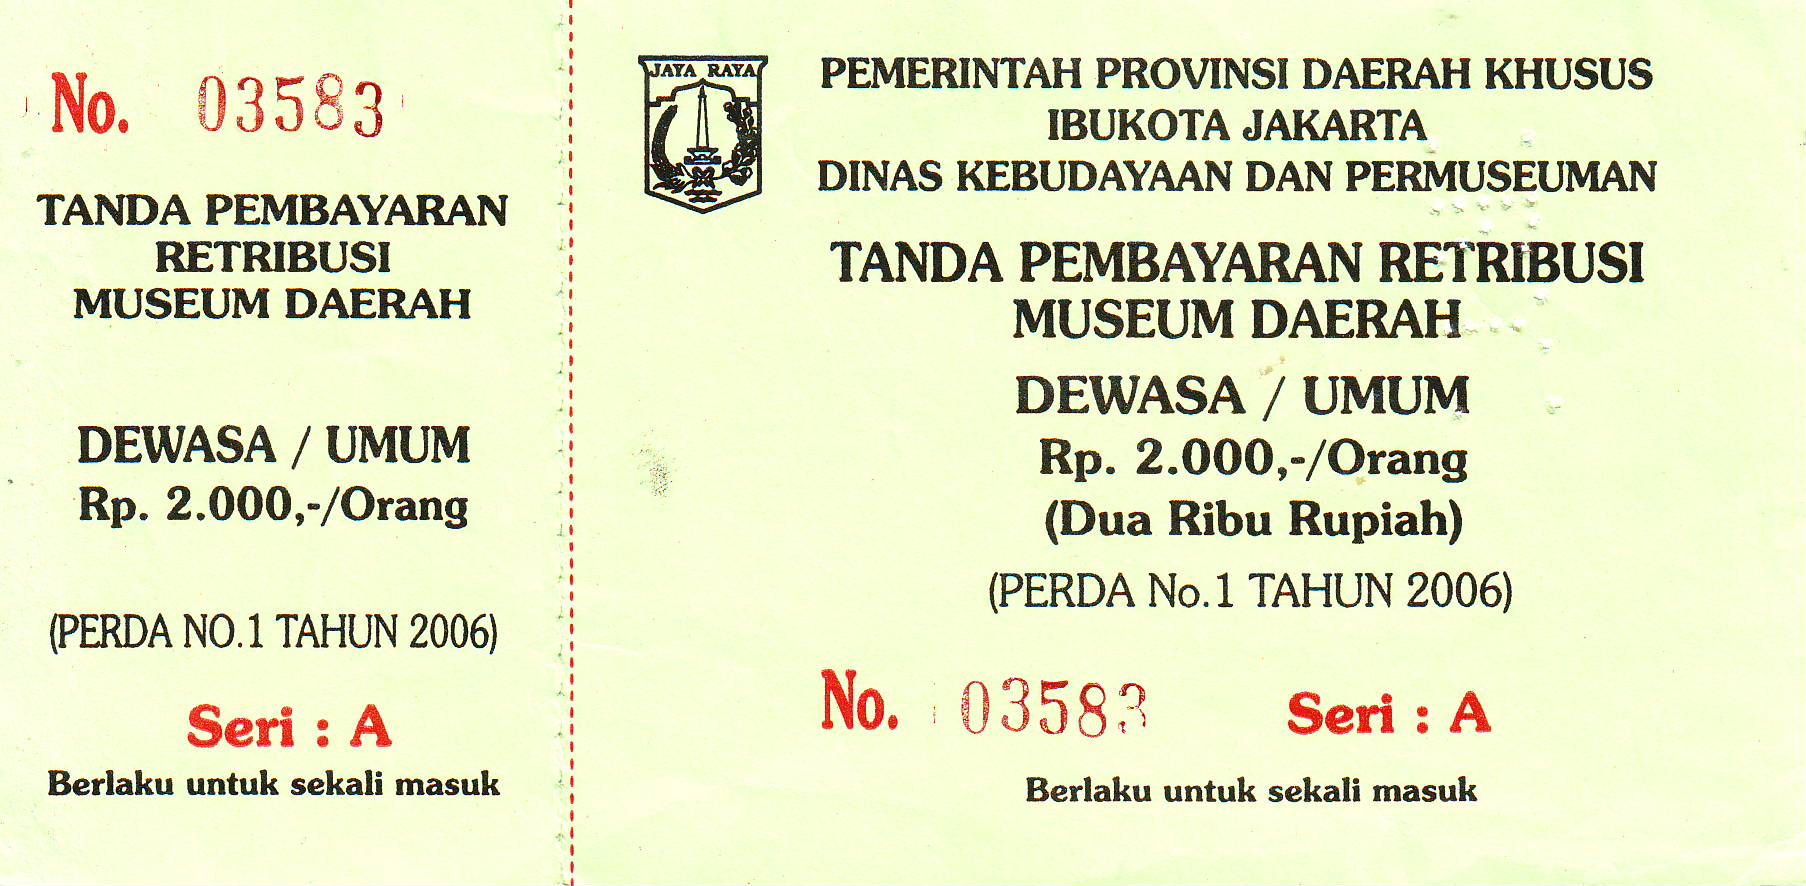 No. 03583
TANDA PEMBAYARAN
RETRIBUSI
MUSEUM DAERAH
DEWASA / UMUM
Rp. 2.000,-/Orang
(PERDA NO.1 TAHUN 2006)
Seri : A
Berlaku untuk sekali masuk
JAYA RAYA
PEMERINTAH PROVINSI DAERAH KHUSUS
IBUKOTA JAKARTA
DINAS KEBUDAYAAN DAN PERMUSEUMAN
TANDA PEMBAYARAN RETRIBUSI
MUSEUM DAERAH
DEWASA / UMUM
Rp. 2.000,-/Orang
(Dua Ribu Rupiah)
(PERDA No.1 TAHUN 2006)
No. 03583 Seri : A
Berlaku untuk sekali masuk